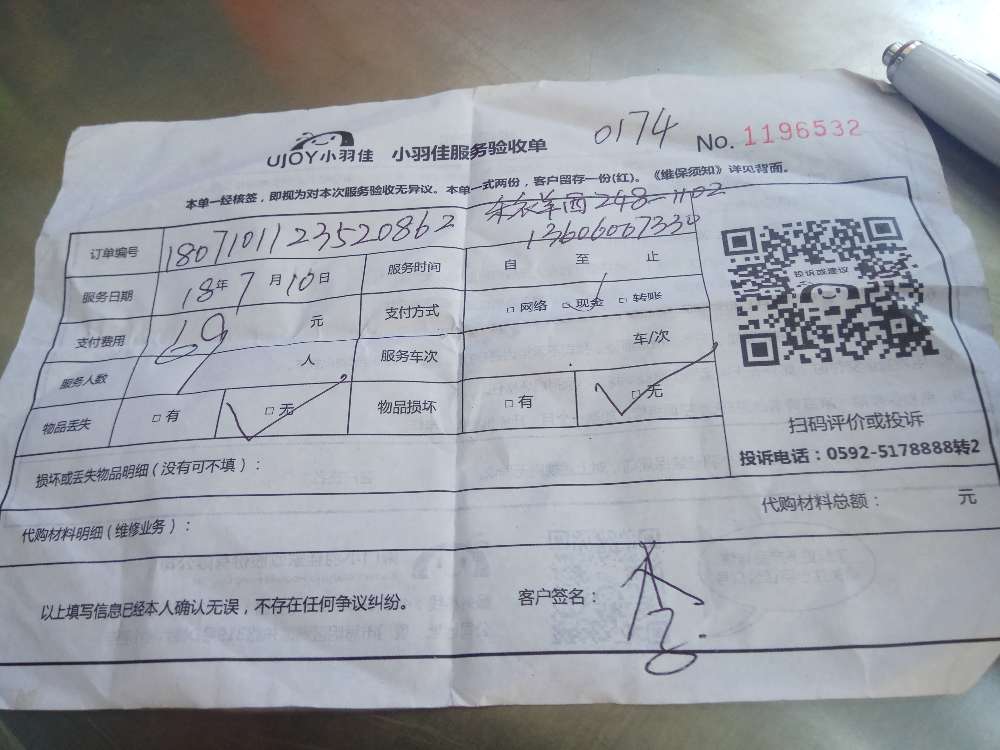 UJOY小羽佳 小羽佳服务验收单 0174 No. 1196532
本单一经核签，即视为对本次服务验收无异议。本单一式两份，客户留存一份(红)。《维保须知》详见背面。
248-1102
订单编号 1807101123520862 13606067330
服务日期 18年7月10日 服务时间 自 至 止
支付费用 69 元 支付方式 □网络 □现金 □转账
服务人数 人 服务车次 车/次
物品丢失 □有 □无 物品损坏 □有 □无
投诉或建议
扫码评价或投诉
投诉电话：0592-5178888转2
损坏或丢失物品明细（没有可不填）：
代购材料明细（维修业务）： 代购材料总额： 元
以上填写信息已经本人确认无误，不存在任何争议纠纷。 客户签名：